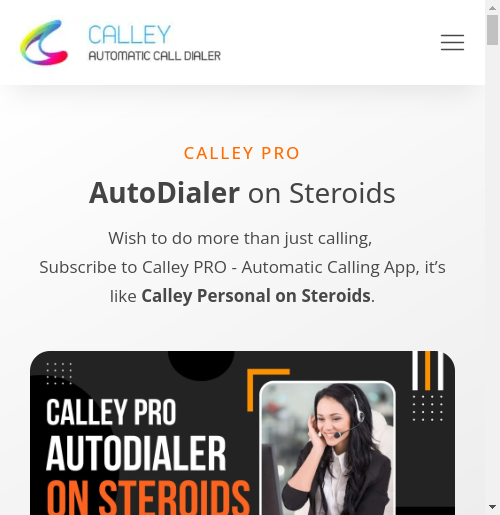 CALLEY
AUTOMATIC CALL DIALER
CALLEY PRO
AutoDialer on Steroids
Wish to do more than just calling,
Subscribe to Calley PRO - Automatic Calling App, it’s
like Calley Personal on Steroids.
CALLEY PRO
AUTODIALER
ON STEROIDS